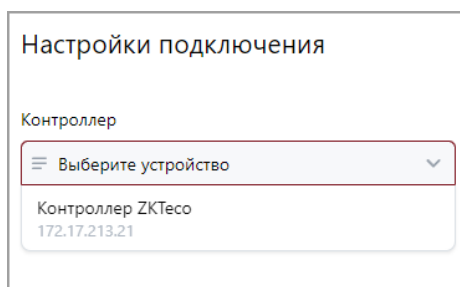 Настройки подключения
Контроллер
Выберите устройство
Контроллер ZKTeco
172.17.213.21